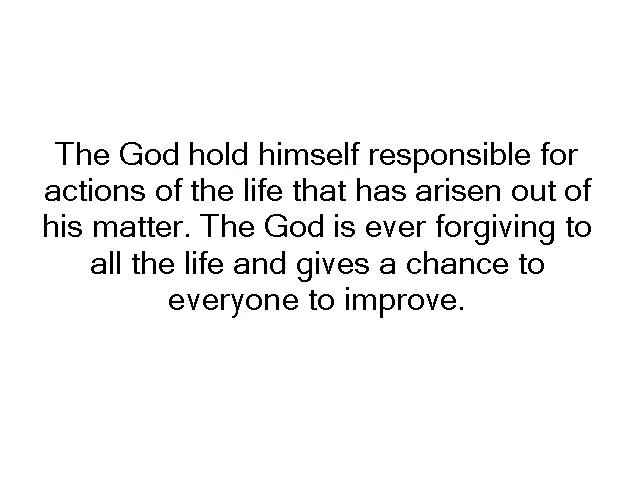 The God hold himself responsible for
actions of the life that has arisen out of
his matter. The God is ever forgiving to
all the life and gives a chance to
everyone to improve.